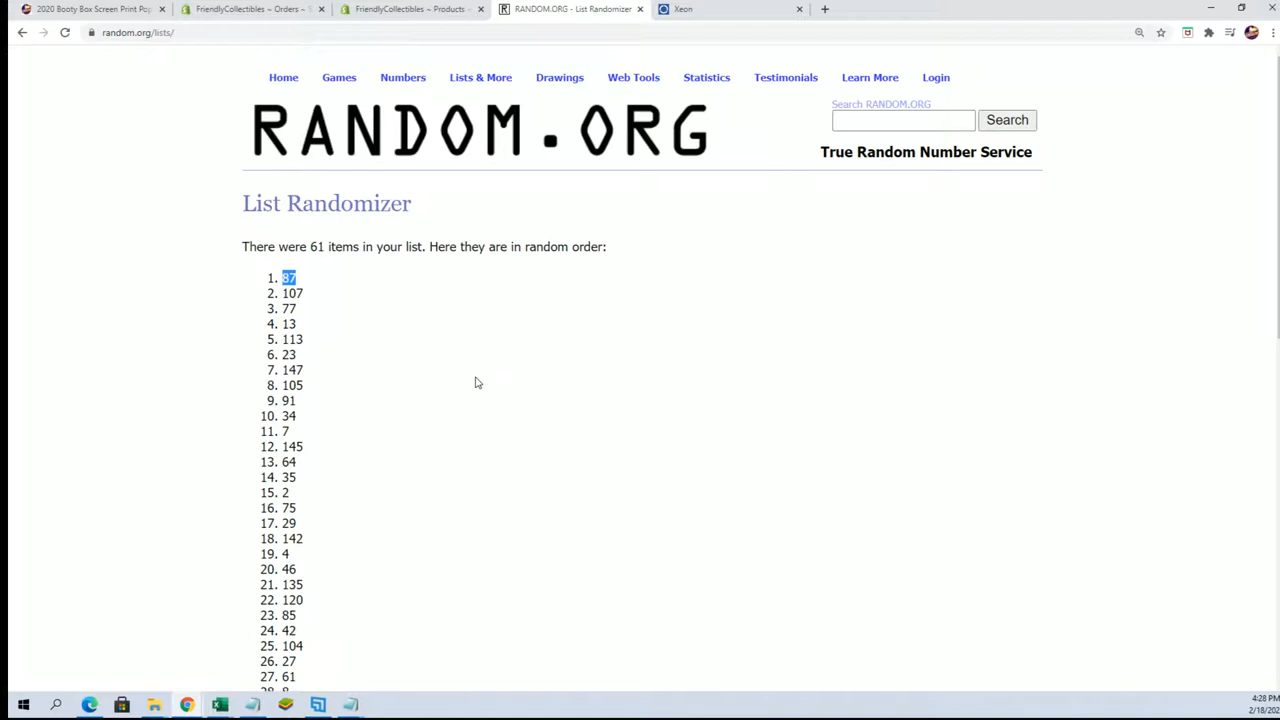 2020 Booty Box Screen Print Pop
FriendlyCollectibles ~ Orders ~ S
FriendlyCollectibles ~ Products ~
RANDOM.ORG - List Randomizer
Xeon
random.org/lists/
Home Games Numbers Lists & More Drawings Web Tools Statistics Testimonials Learn More Login
RANDOM.ORG
Search RANDOM.ORG
Search
True Random Number Service
List Randomizer
There were 61 items in your list. Here they are in random order:
1. 87
2. 107
3. 77
4. 13
5. 113
6. 23
7. 147
8. 105
9. 91
10. 34
11. 7
12. 145
13. 64
14. 35
15. 2
16. 75
17. 29
18. 142
19. 4
20. 46
21. 135
22. 120
23. 85
24. 42
25. 104
26. 27
27. 61
28. 8
4:28 PM
2/18/202